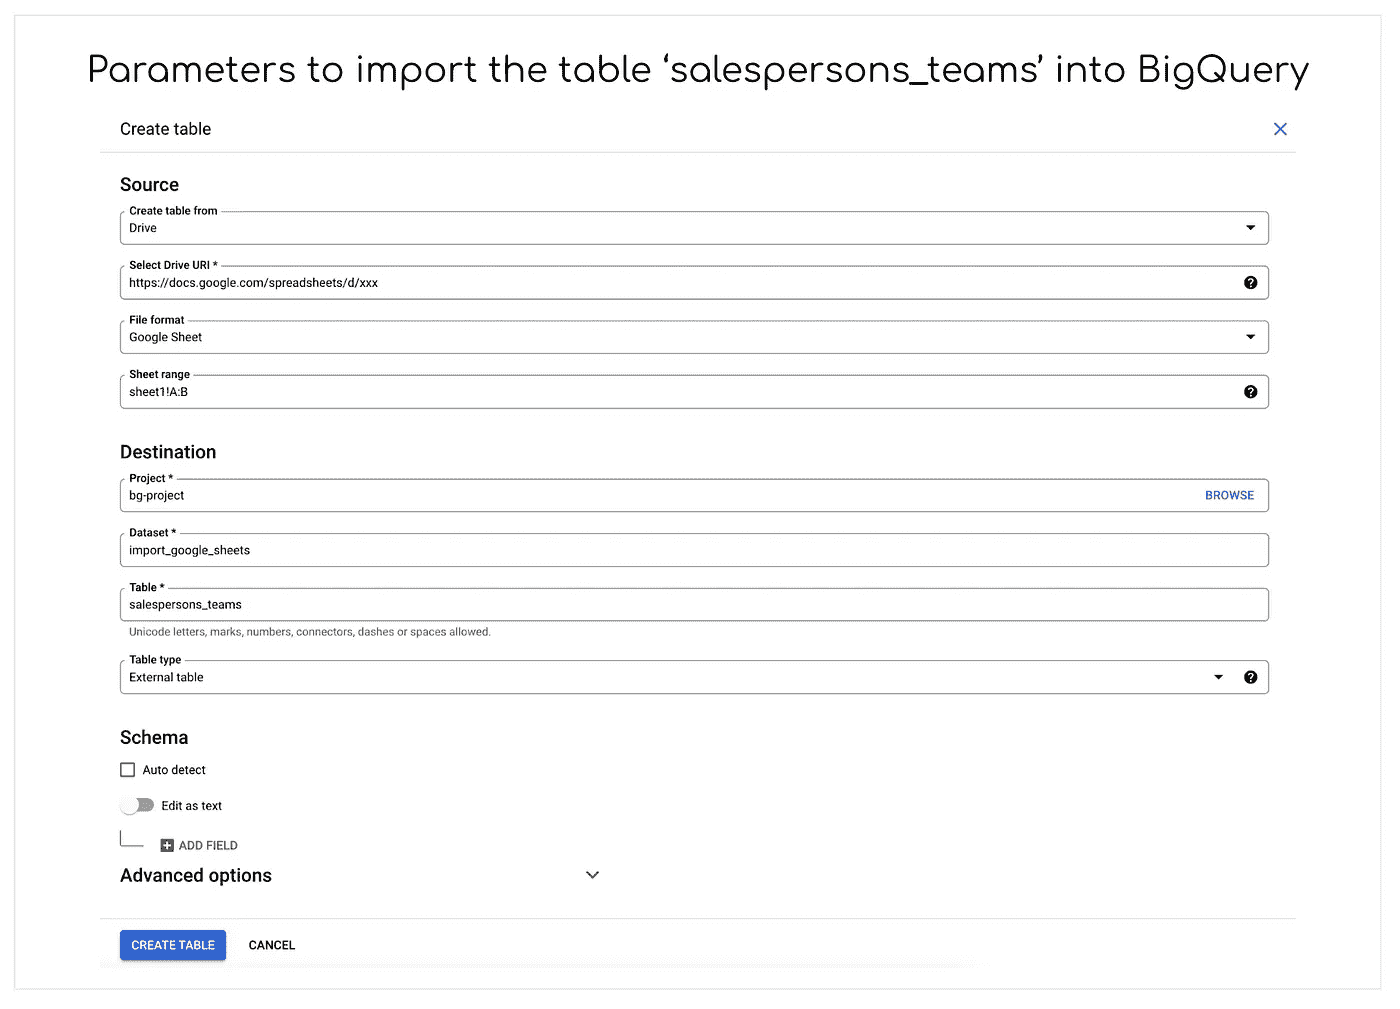 Parameters to import the table ‘salespersons_teams’ into BigQuery
Create table
Source
Create table from
Drive
Select Drive URI *
https://docs.google.com/spreadsheets/d/xxx
File format
Google Sheet
Sheet range
sheet1!A:B
Destination
Project *
bg-project
BROWSE
Dataset *
import_google_sheets
Table *
salespersons_teams
Unicode letters, marks, numbers, connectors, dashes or spaces allowed.
Table type
External table
Schema
Auto detect
Edit as text
ADD FIELD
Advanced options
CREATE TABLE CANCEL